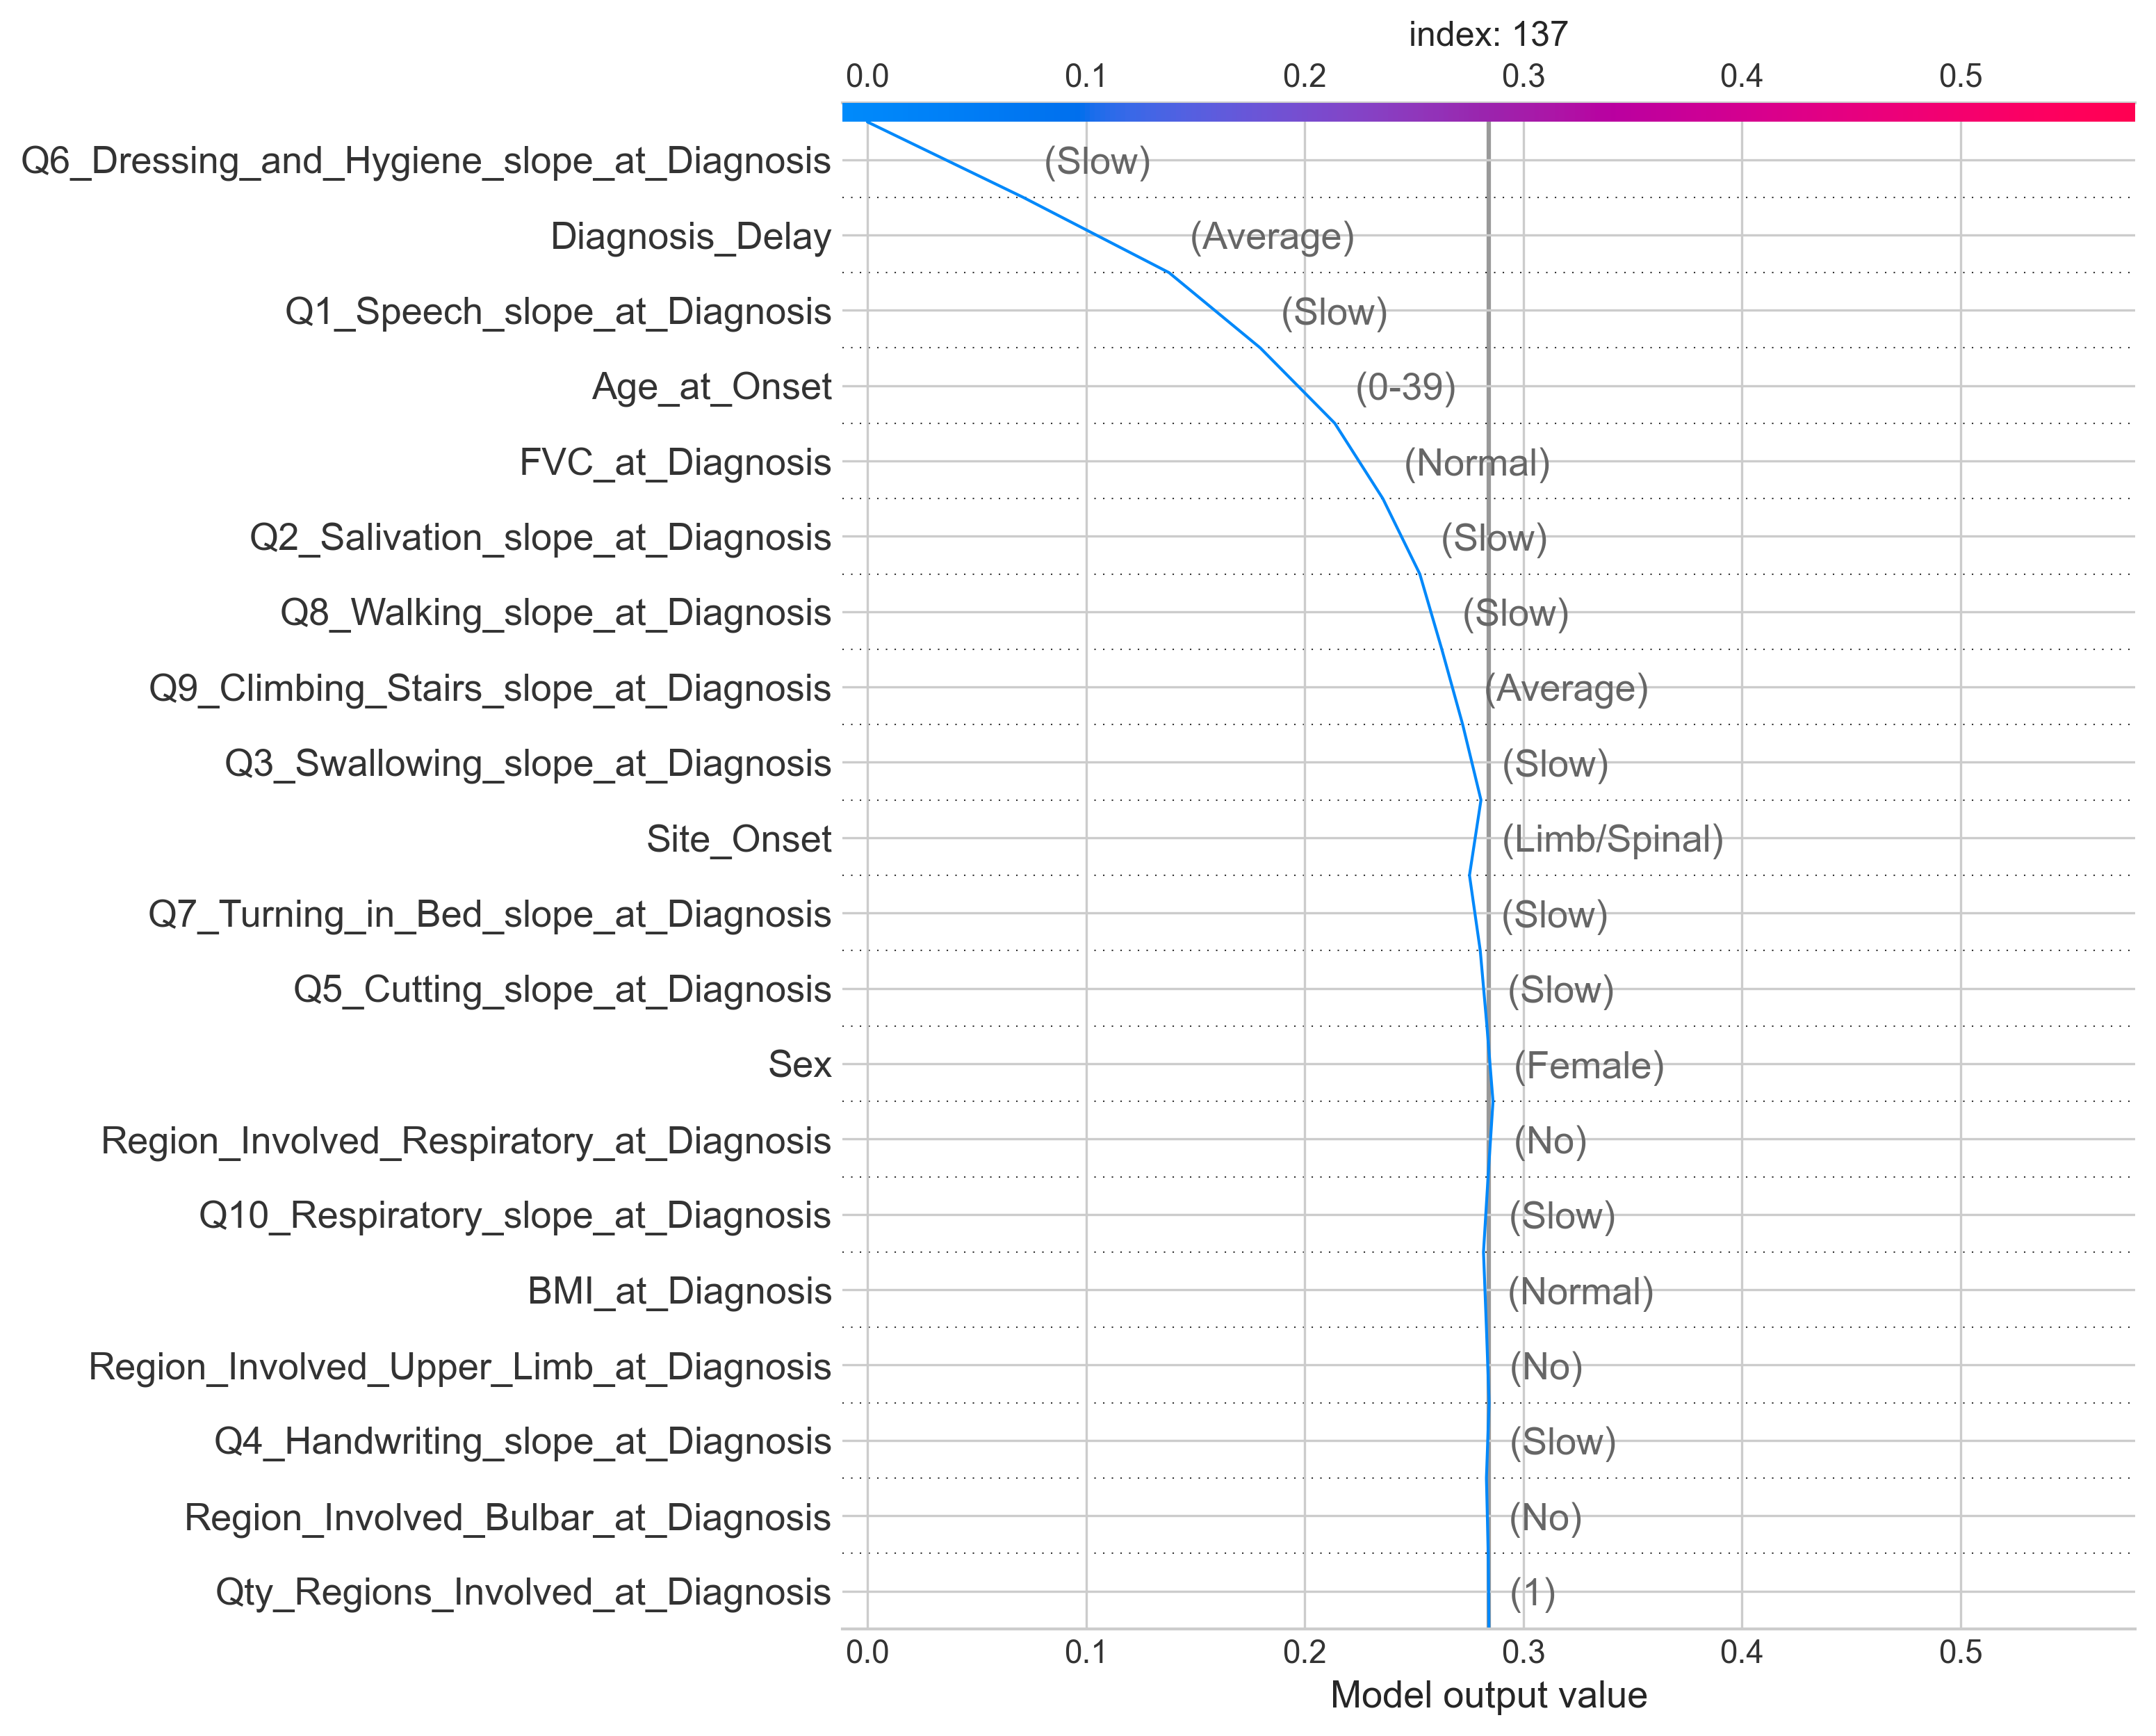 index: 137
0.0 0.1 0.2 0.3 0.4 0.5
Q6_Dressing_and_Hygiene_slope_at_Diagnosis (Slow)
Diagnosis_Delay (Average)
Q1_Speech_slope_at_Diagnosis (Slow)
Age_at_Onset (0-39)
FVC_at_Diagnosis (Normal)
Q2_Salivation_slope_at_Diagnosis (Slow)
Q8_Walking_slope_at_Diagnosis (Slow)
Q9_Climbing_Stairs_slope_at_Diagnosis (Average)
Q3_Swallowing_slope_at_Diagnosis (Slow)
Site_Onset (Limb/Spinal)
Q7_Turning_in_Bed_slope_at_Diagnosis (Slow)
Q5_Cutting_slope_at_Diagnosis (Slow)
Sex (Female)
Region_Involved_Respiratory_at_Diagnosis (No)
Q10_Respiratory_slope_at_Diagnosis (Slow)
BMI_at_Diagnosis (Normal)
Region_Involved_Upper_Limb_at_Diagnosis (No)
Q4_Handwriting_slope_at_Diagnosis (Slow)
Region_Involved_Bulbar_at_Diagnosis (No)
Qty_Regions_Involved_at_Diagnosis (1)
0.0 0.1 0.2 0.3 0.4 0.5
Model output value